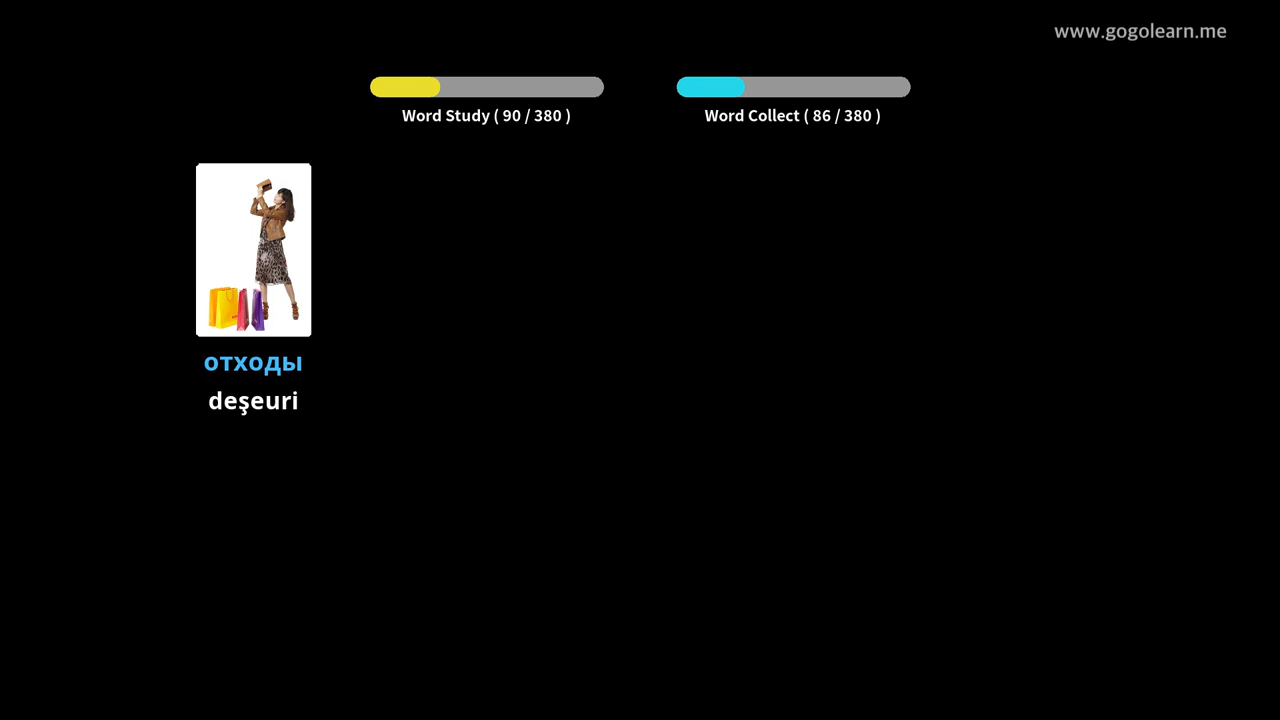 www.gogolearn.me
Word Study ( 90 / 380 )
Word Collect ( 86 / 380 )
отходы
deşeuri